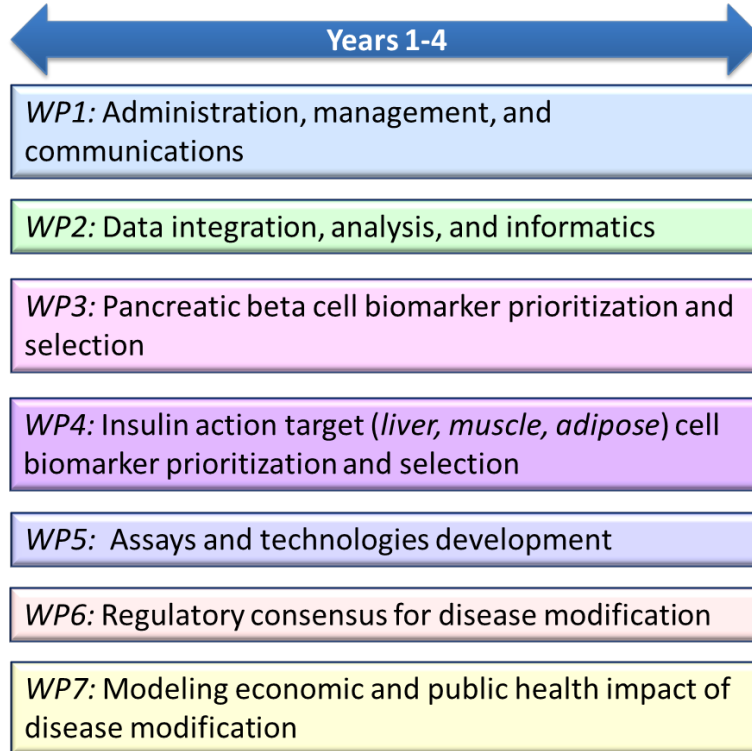 Years 1-4
WP1: Administration, management, and
communications
WP2: Data integration, analysis, and informatics
WP3: Pancreatic beta cell biomarker prioritization and
selection
WP4: Insulin action target (liver, muscle, adipose) cell
biomarker prioritization and selection
WP5: Assays and technologies development
WP6: Regulatory consensus for disease modification
WP7: Modeling economic and public health impact of
disease modification